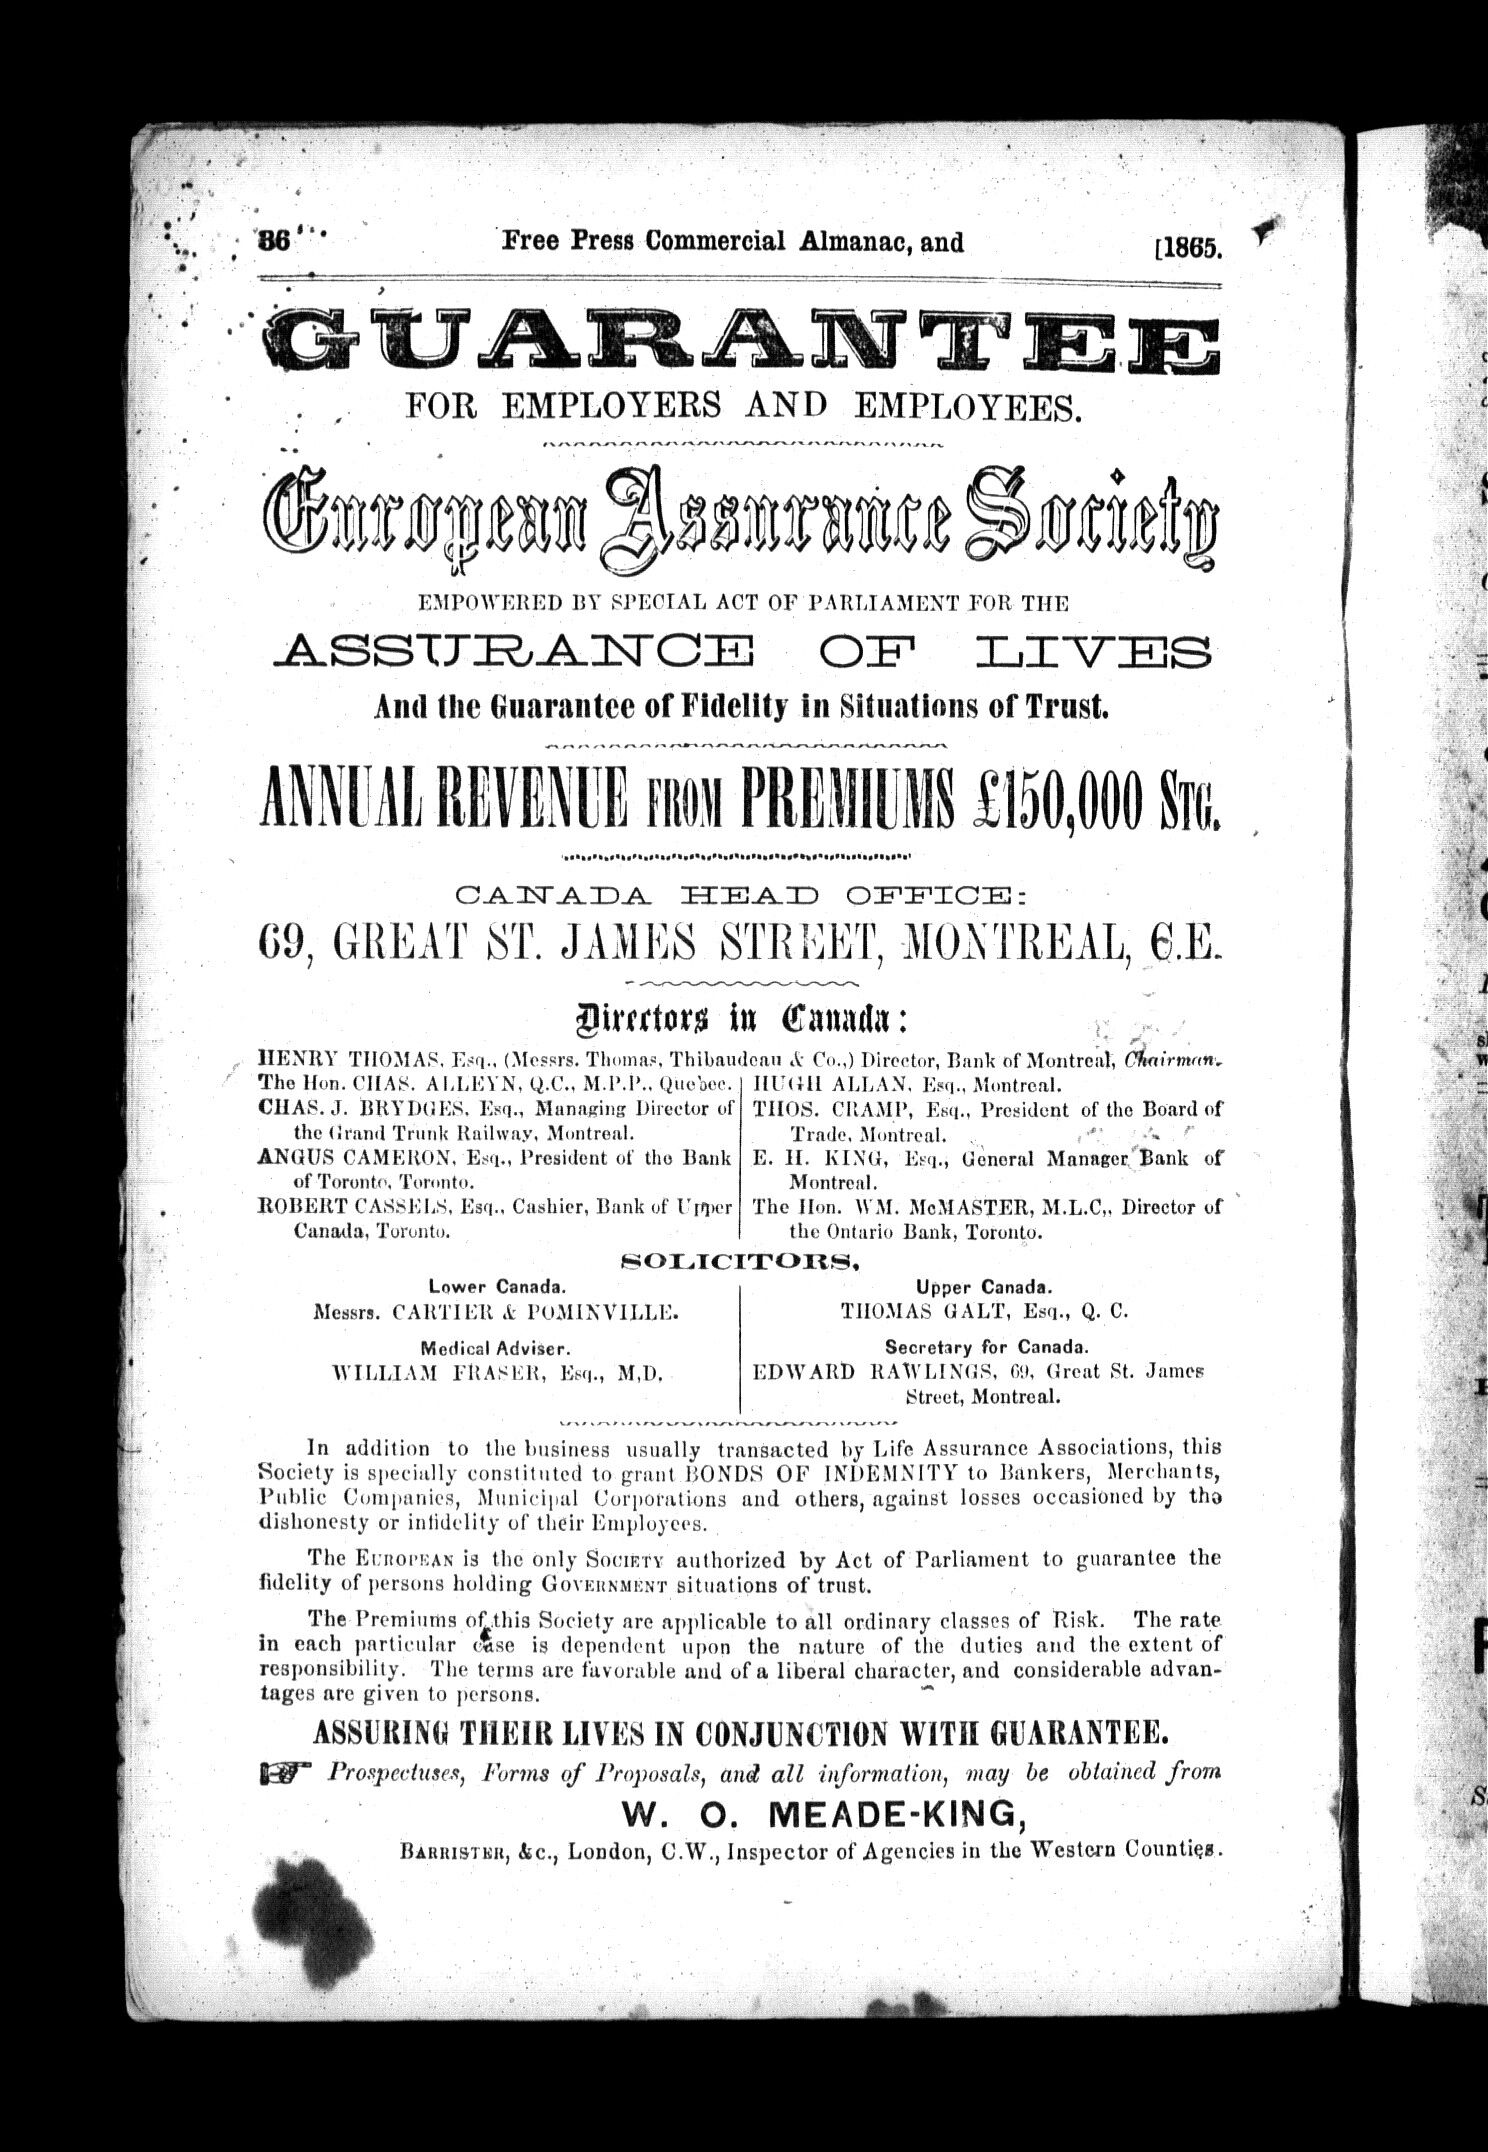 86 Free Press Commercial Almanac, and [1865.
GUARANTEE
FOR EMPLOYERS AND EMPLOYEES.
European Assurance Society
EMPOWERED BY SPECIAL ACT OF PARLIAMENT FOR THE
ASSURANCE OF LIVES
And the Guarantee of Fidelity in Situations of Trust.
ANNUAL REVENUE FROM PREMIUMS £150,000 STG.
CANADA HEAD OFFICE:
69, GREAT ST. JAMES STREET, MONTREAL, C.E.
Directors in Canada:
HENRY THOMAS, Esq., (Messrs. Thomas, Thibaudeau & Co.,) Director, Bank of Montreal, Chairman.
The Hon. CHAS. ALLEYN, Q.C., M.P.P., Quebec.
CHAS. J. BRYDGES, Esq., Managing Director of
the Grand Trunk Railway, Montreal.
ANGUS CAMERON, Esq., President of the Bank
of Toronto, Toronto.
ROBERT CASSELS, Esq., Cashier, Bank of Upper
Canada, Toronto.
HUGH ALLAN, Esq., Montreal.
THOS. CRAMP, Esq., President of the Board of
Trade, Montreal.
E. H. KING, Esq., General Manager Bank of
Montreal.
The Hon. WM. McMASTER, M.L.C,, Director of
the Ontario Bank, Toronto.
SOLICITORS,
Lower Canada.
Messrs. CARTIER & POMINVILLE.
Medical Adviser.
WILLIAM FRASER, Esq., M,D,
Upper Canada.
THOMAS GALT, Esq., Q. C.
Secretary for Canada.
EDWARD RAWLINGS, 69, Great St. James
Street, Montreal.
In addition to the business usually transacted by Life Assurance Associations, this
Society is specially constituted to grant BONDS OF INDEMNITY to Bankers, Merchants,
Public Companies, Municipal Corporations and others, against losses occasioned by the
dishonesty or infidelity of their Employees.
The EUROPEAN is the only SOCIETY authorized by Act of Parliament to guarantee the
fidelity of persons holding GOVERNMENT situations of trust.
The Premiums of this Society are applicable to all ordinary classes of Risk. The rate
in each particular case is dependent upon the nature of the duties and the extent of
responsibility. The terms are favorable and of a liberal character, and considerable advan-
tages are given to persons.
ASSURING THEIR LIVES IN CONJUNCTION WITH GUARANTEE.
☞ Prospectuses, Forms of Proposals, and all information, may be obtained from
W. O. MEADE-KING,
BARRISTER, &c., London, C.W., Inspector of Agencies in the Western Counties.